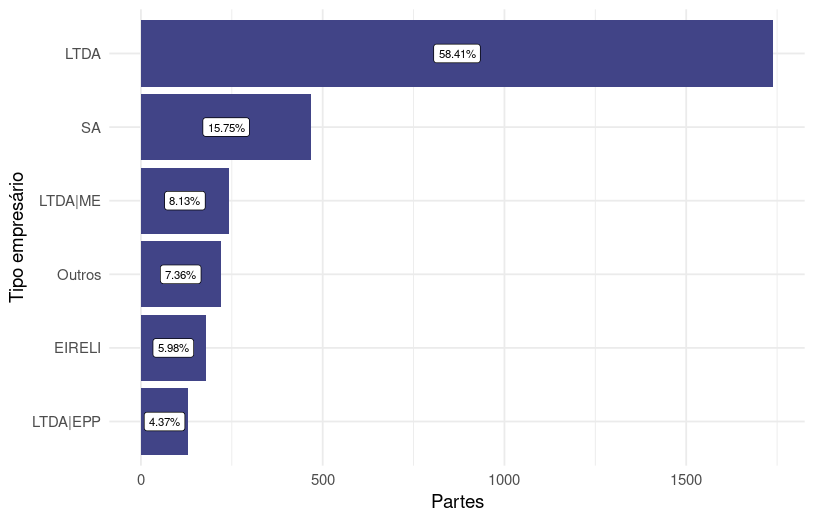 LTDA
58.41%
SA
15.75%
LTDA|ME
8.13%
Outros
7.36%
EIRELI
5.98%
LTDA|EPP
4.37%
0
500
1000
1500
Partes
Tipo empresário